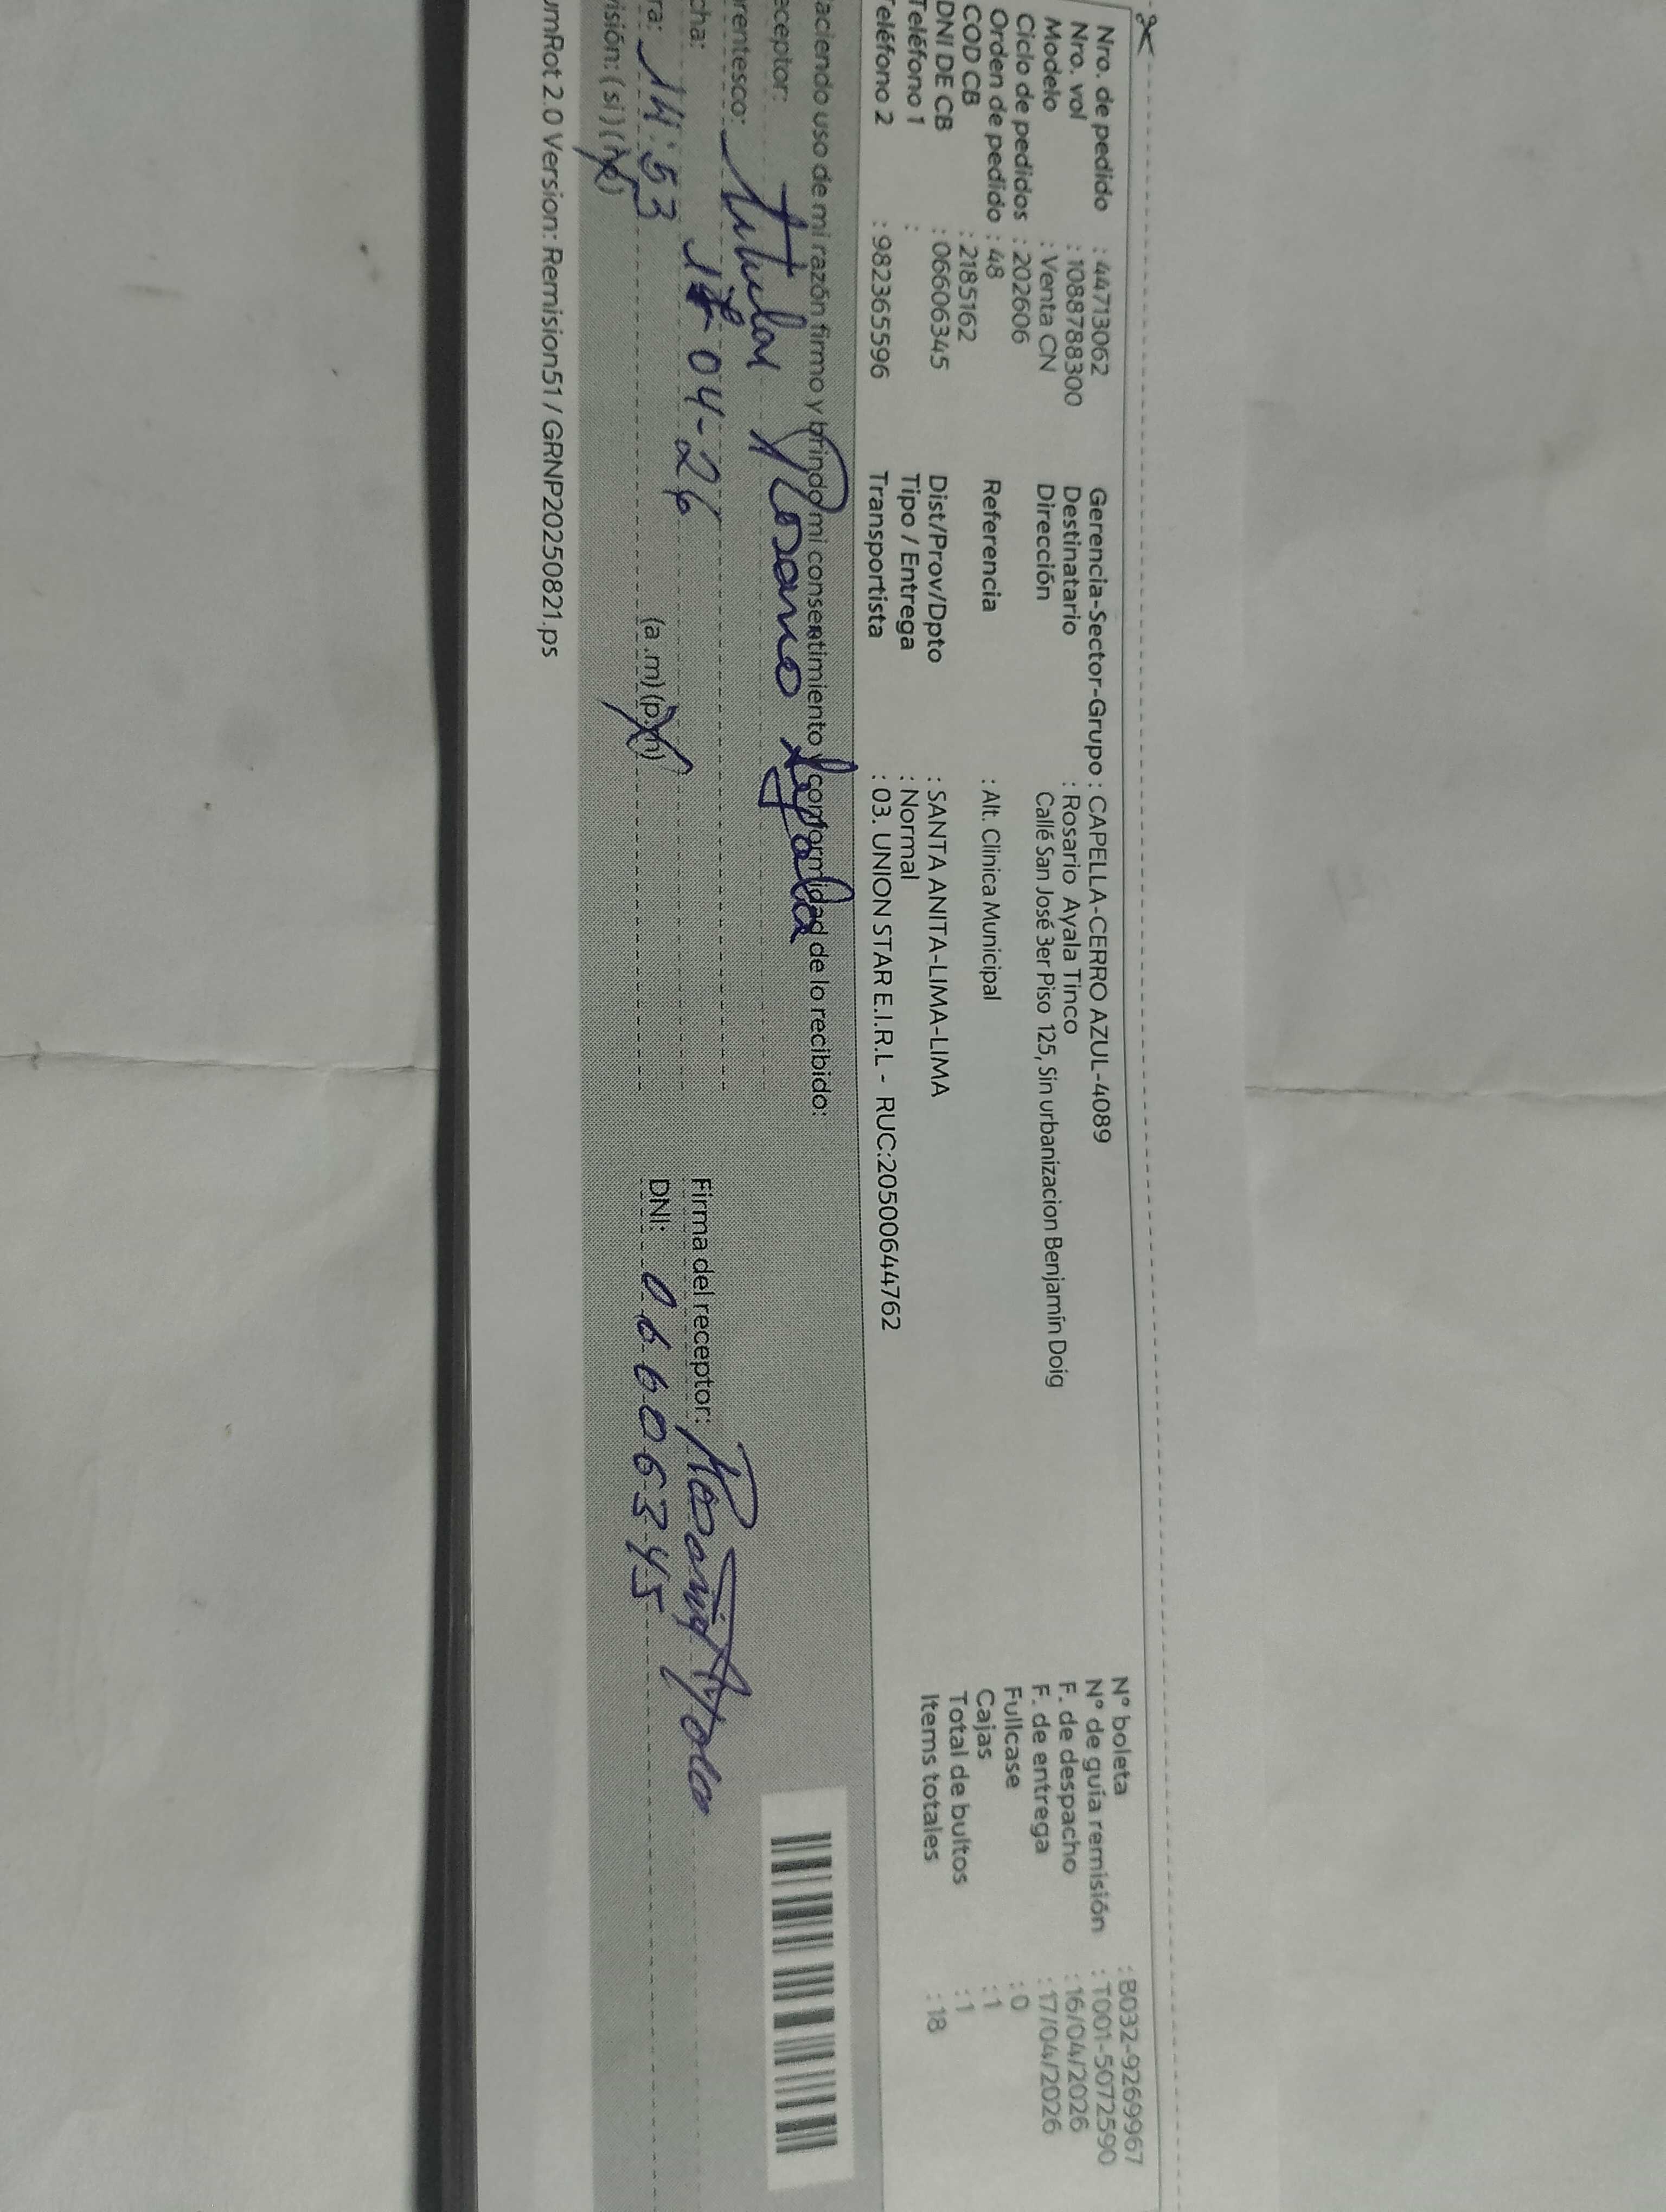 Nro. de pedido : 44713062
Nro. vol : 1088788300
Modelo : Venta CN
Ciclo de pedidos : 202606
Orden de pedido : 48
COD CB : 2185162
DNI DE CB : 06606345
Teléfono 1 :
Teléfono 2 : 982365596
Gerencia-Sector-Grupo : CAPELLA-CERRO AZUL-4089
Destinatario : Rosario Ayala Tinco
Dirección Callé San José 3er Piso 125, Sin urbanizacion Benjamín Doig
Referencia : Alt. Clinica Municipal
Dist/Prov/Dpto : SANTA ANITA-LIMA-LIMA
Tipo / Entrega : Normal
Transportista : 03. UNION STAR E.I.R.L - RUC:20500644762
N° boleta : B032-9269967
N° de guía remisión : T001-5072590
F. de despacho : 16/04/2026
F. de entrega : 17/04/2026
Fullcase : 0
Cajas : 1
Total de bultos : 1
Items totales : 18
aciendo uso de mi razón firmo y brindo mi consentimiento y conformidad de lo recibido:
eceptor: Rosario Ayala
rentesco: titular
cha: 17 04-26
ra: 14:53 (a .m) (p.m)
isión: ( si ) ( no )
Firma del receptor: Rosario Ayala
DNI: 06606345
umRot 2.0 Version: Remision51 / GRNP20250821.ps